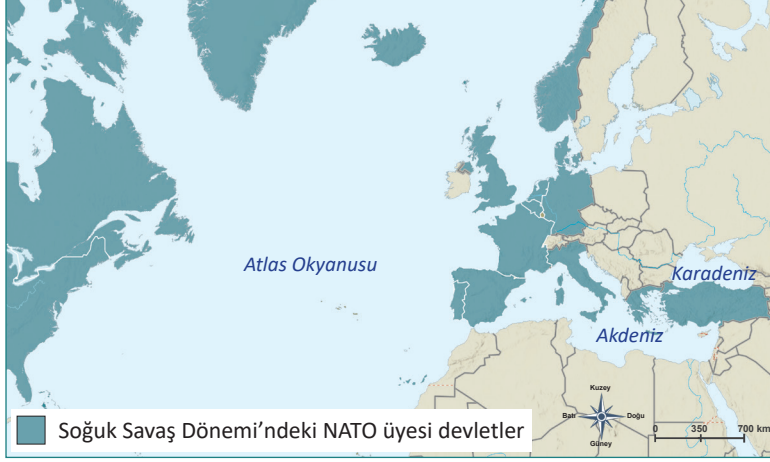 Atlas Okyanusu
Karadeniz
Akdeniz
Kuzey
Batı
Doğu
Güney
0 350 700 km
Soğuk Savaş Dönemi’ndeki NATO üyesi devletler